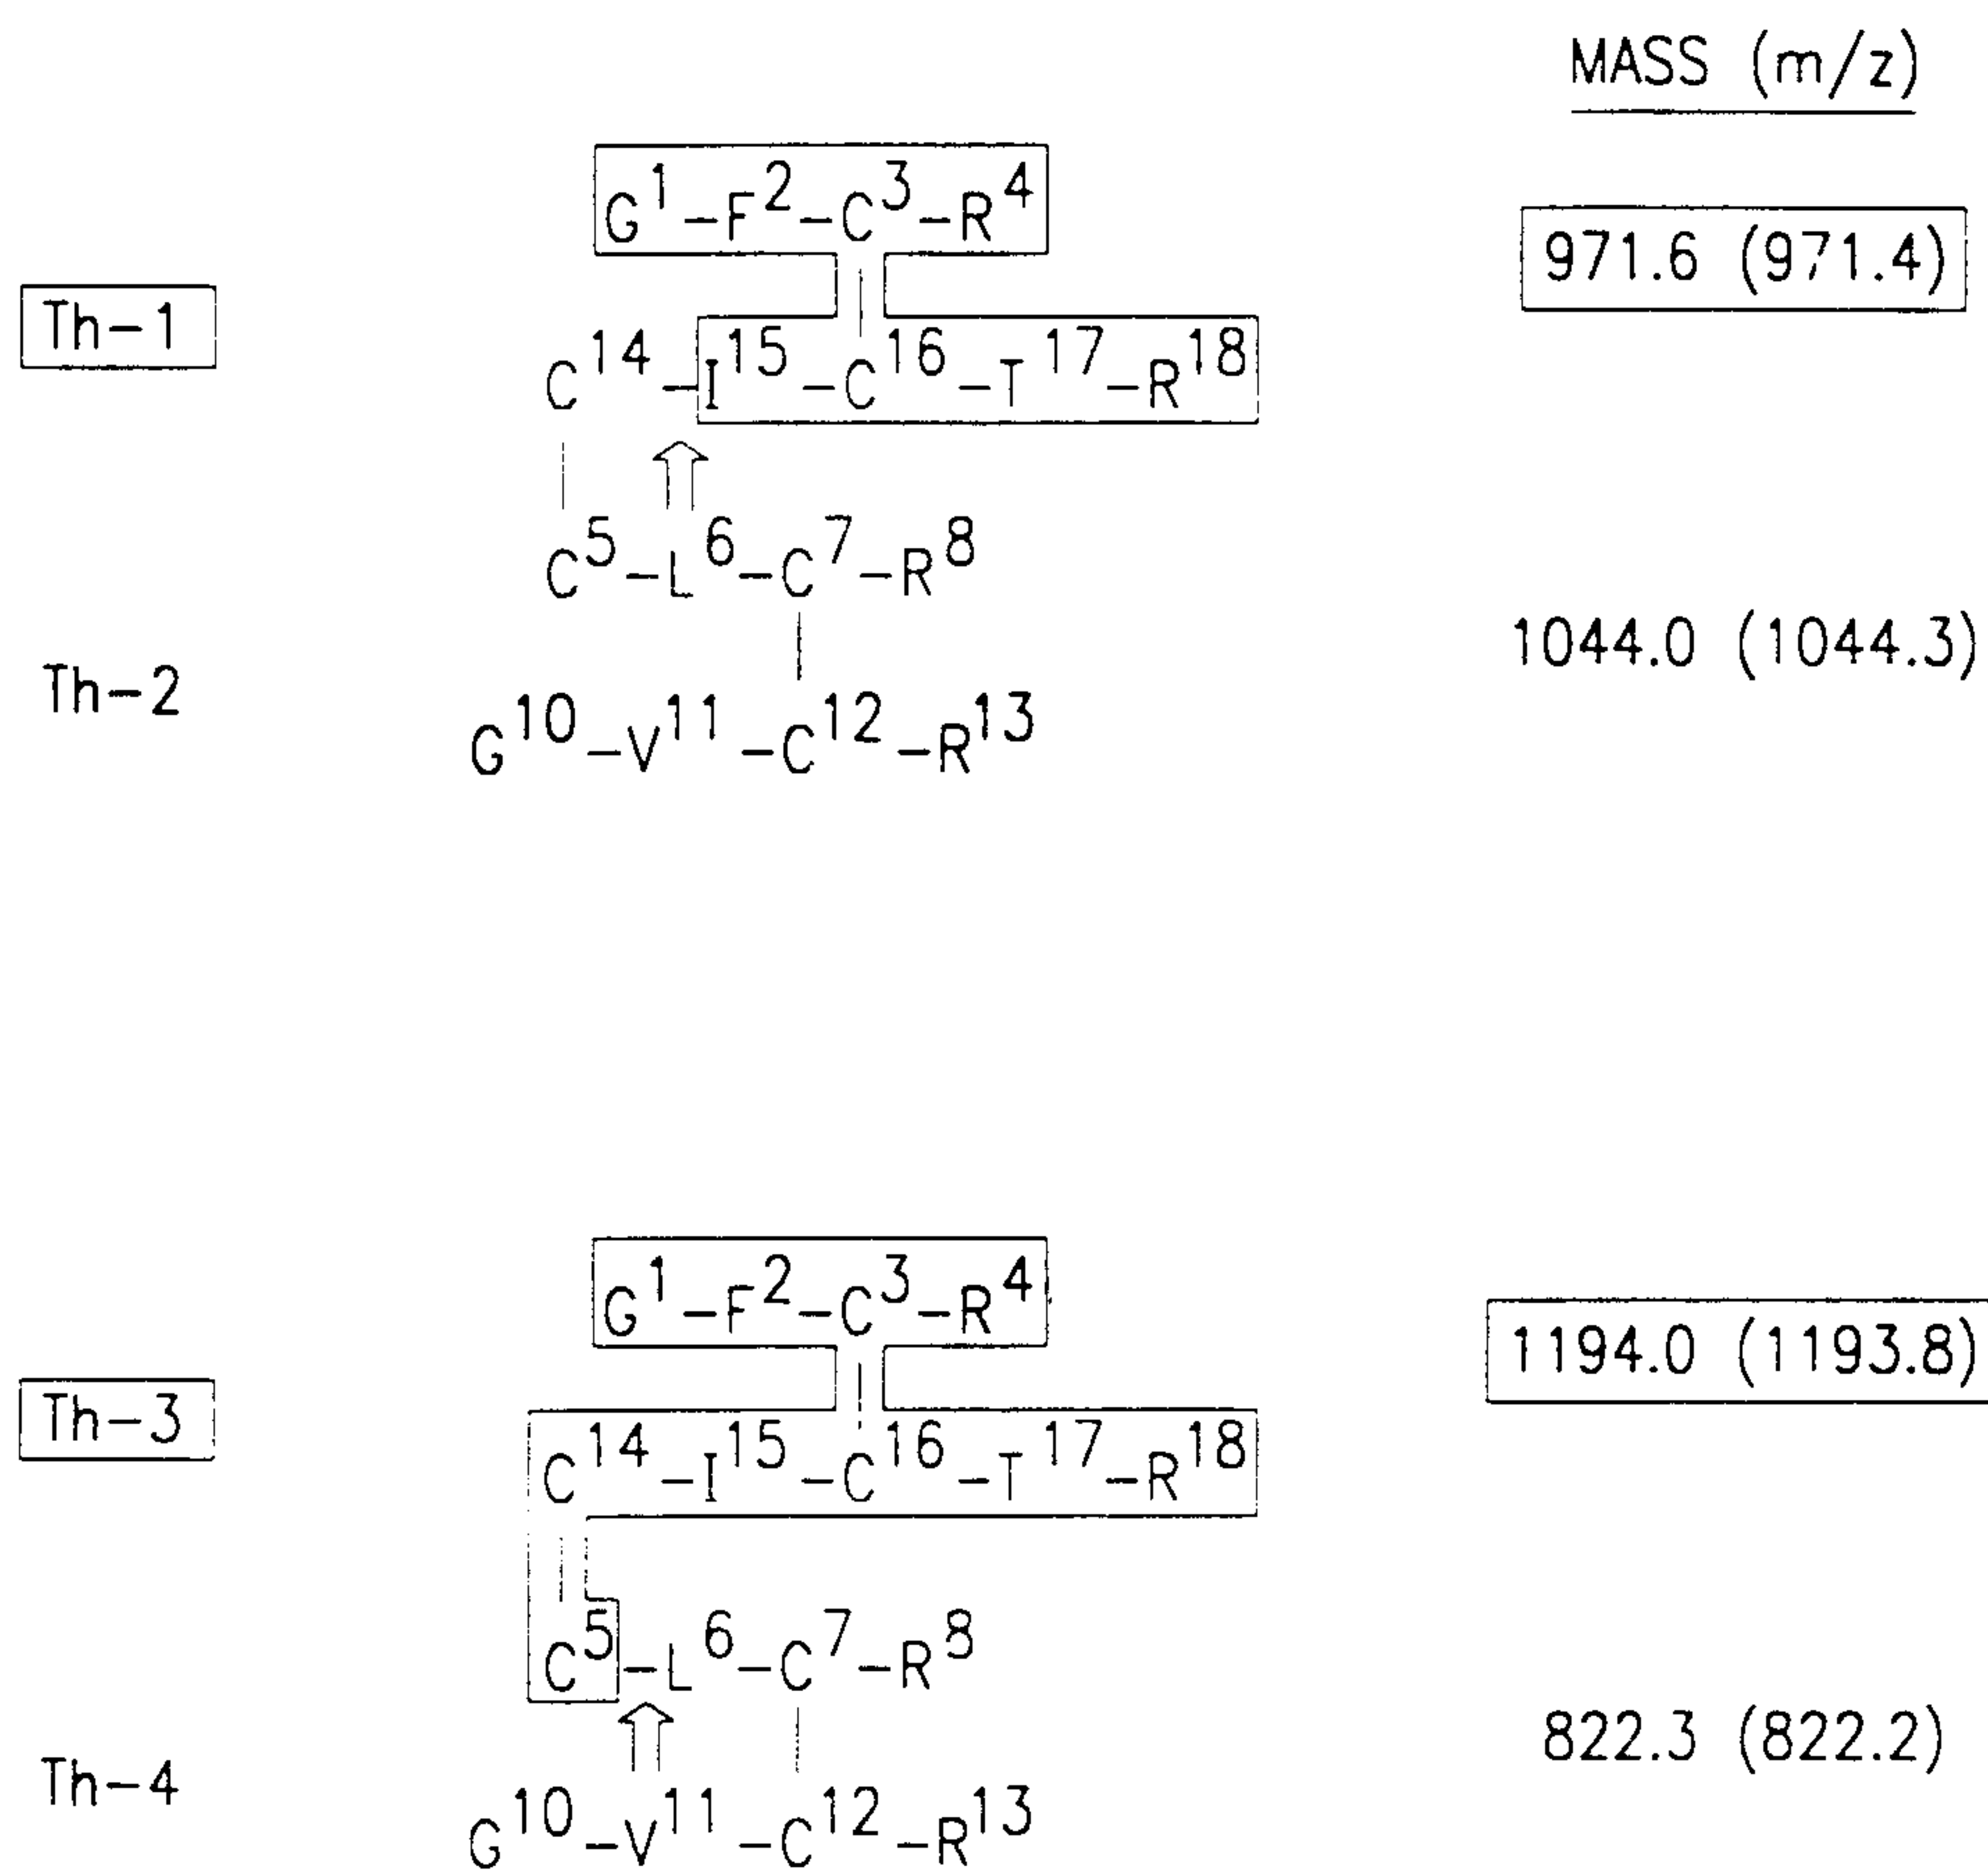 MASS (m/z)
G¹-F²-C³-R⁴
971.6 (971.4)
Th-1
C¹⁴-I¹⁵-C¹⁶-T¹⁷-R¹⁸
C⁵-L⁶-C⁷-R⁸
1044.0 (1044.3)
Th-2
G¹⁰-V¹¹-C¹²-R¹³
G¹-F²-C³-R⁴
1194.0 (1193.8)
Th-3
C¹⁴-I¹⁵-C¹⁶-T¹⁷-R¹⁸
C⁵-L⁶-C⁷-R⁸
822.3 (822.2)
Th-4
G¹⁰-V¹¹-C¹²-R¹³